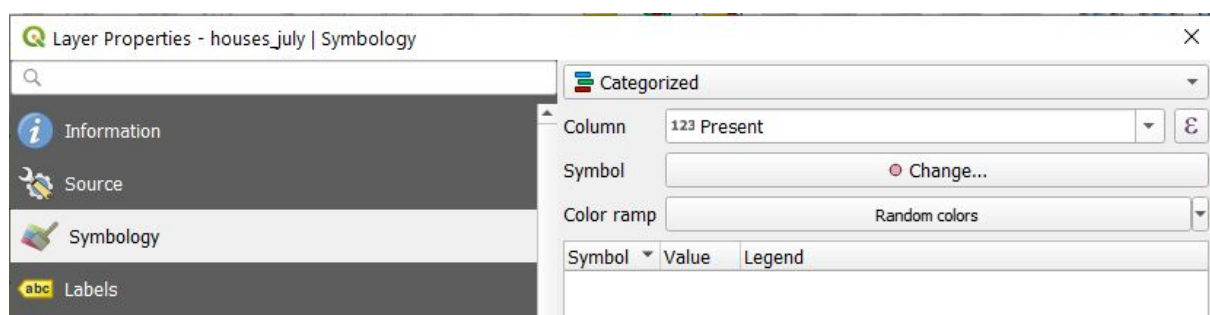 Layer Properties - houses_july | Symbology
Information
Source
Symbology
abc Labels
Categorized
Column 123 Present ε
Symbol Change...
Color ramp Random colors
Symbol Value Legend